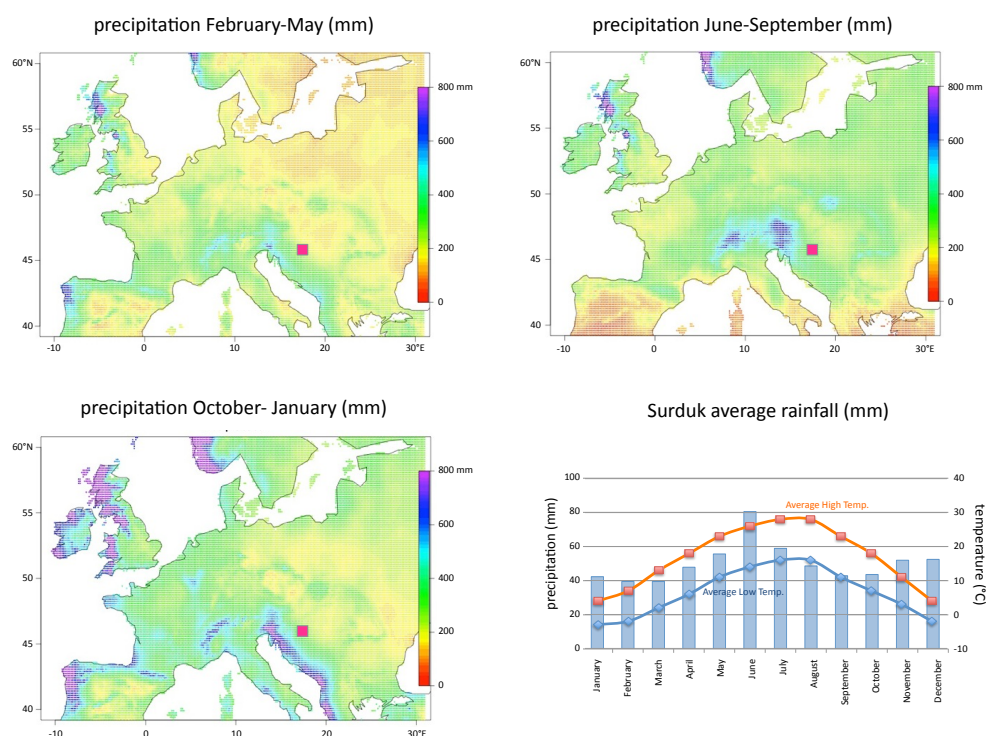 precipitation February-May (mm)
60°N
55
50
45
40
-10
0
10
20
30°E
800 mm
600
400
200
0
precipitation June-September (mm)
60°N
55
50
45
40
-10
0
10
20
30°E
800 mm
600
400
200
0
precipitation October- January (mm)
60°N
55
50
45
40
-10
0
10
20
30°E
800 mm
600
400
200
0
Surduk average rainfall (mm)
precipitation (mm)
100
80
60
40
20
0
Average High Temp.
Average Low Temp.
40
30
20
10
0
-10
temperature (°C)
January
February
March
April
May
June
July
August
September
October
November
December